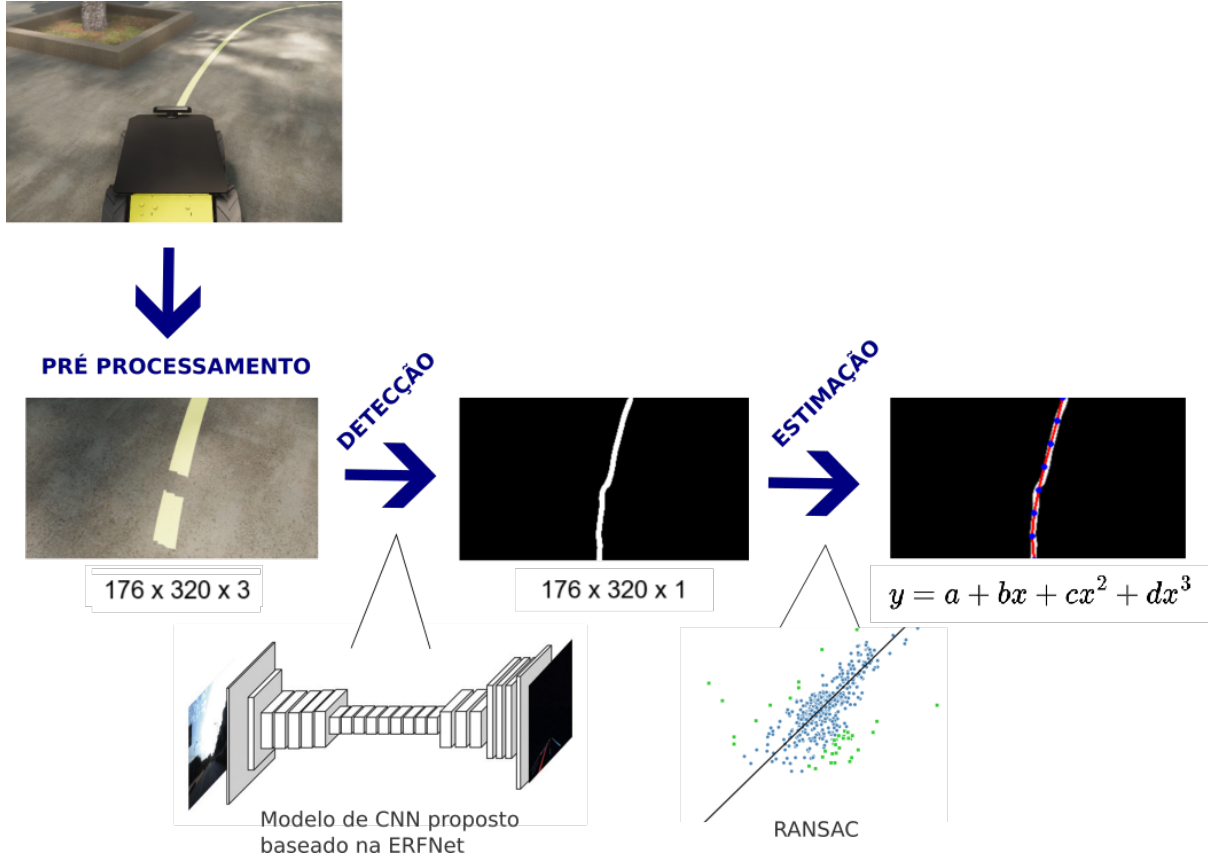 PRÉ PROCESSAMENTO
DETECÇÃO
ESTIMAÇÃO
176 x 320 x 3
176 x 320 x 1
y = a + bx + cx² + dx³
Modelo de CNN proposto
baseado na ERFNet
RANSAC